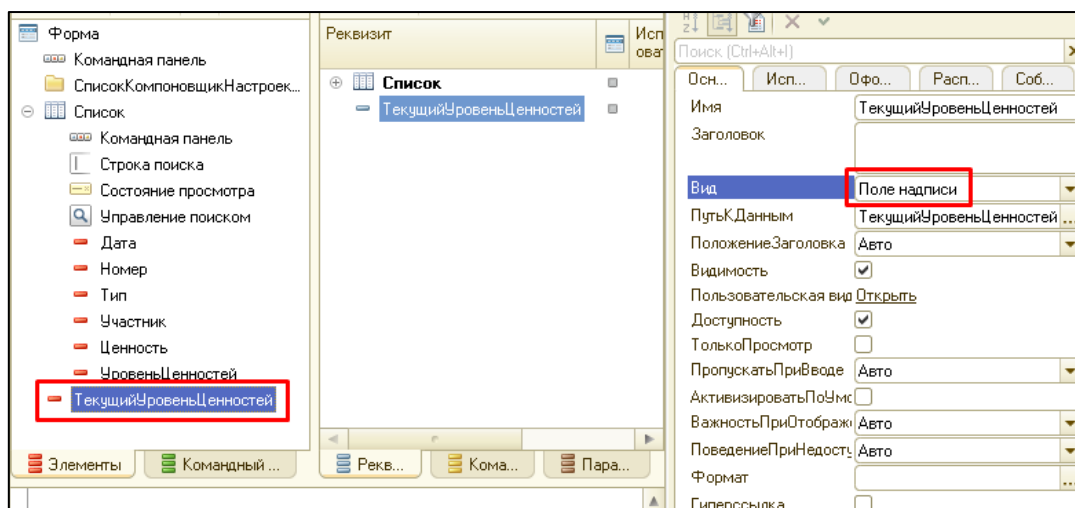 Форма
Командная панель
СписокКомпоновщикНастроек...
Список
Командная панель
Строка поиска
Состояние просмотра
Управление поиском
Дата
Номер
Тип
Участник
Ценность
УровеньЦенностей
ТекущийУровеньЦенностей
Элементы
Командный ...
Реквизит
Исп
ова
Список
ТекущийУровеньЦенностей
Рекв...
Кома...
Пара...
Поиск (Ctrl+Alt+I)
Осн...
Исп...
Офо...
Расп...
Соб...
Имя
ТекущийУровеньЦенностей
Заголовок
Вид
Поле надписи
ПутьКДанным
ТекущийУровеньЦенностей ...
ПоложениеЗаголовка
Авто
Видимость
Пользовательская вид
Открыть
Доступность
ТолькоПросмотр
ПропускатьПриВводе
Авто
АктивизироватьПоУмо
ВажностьПриОтображ
Авто
ПоведениеПриНедосту
Авто
Формат
...
Гиперссылка